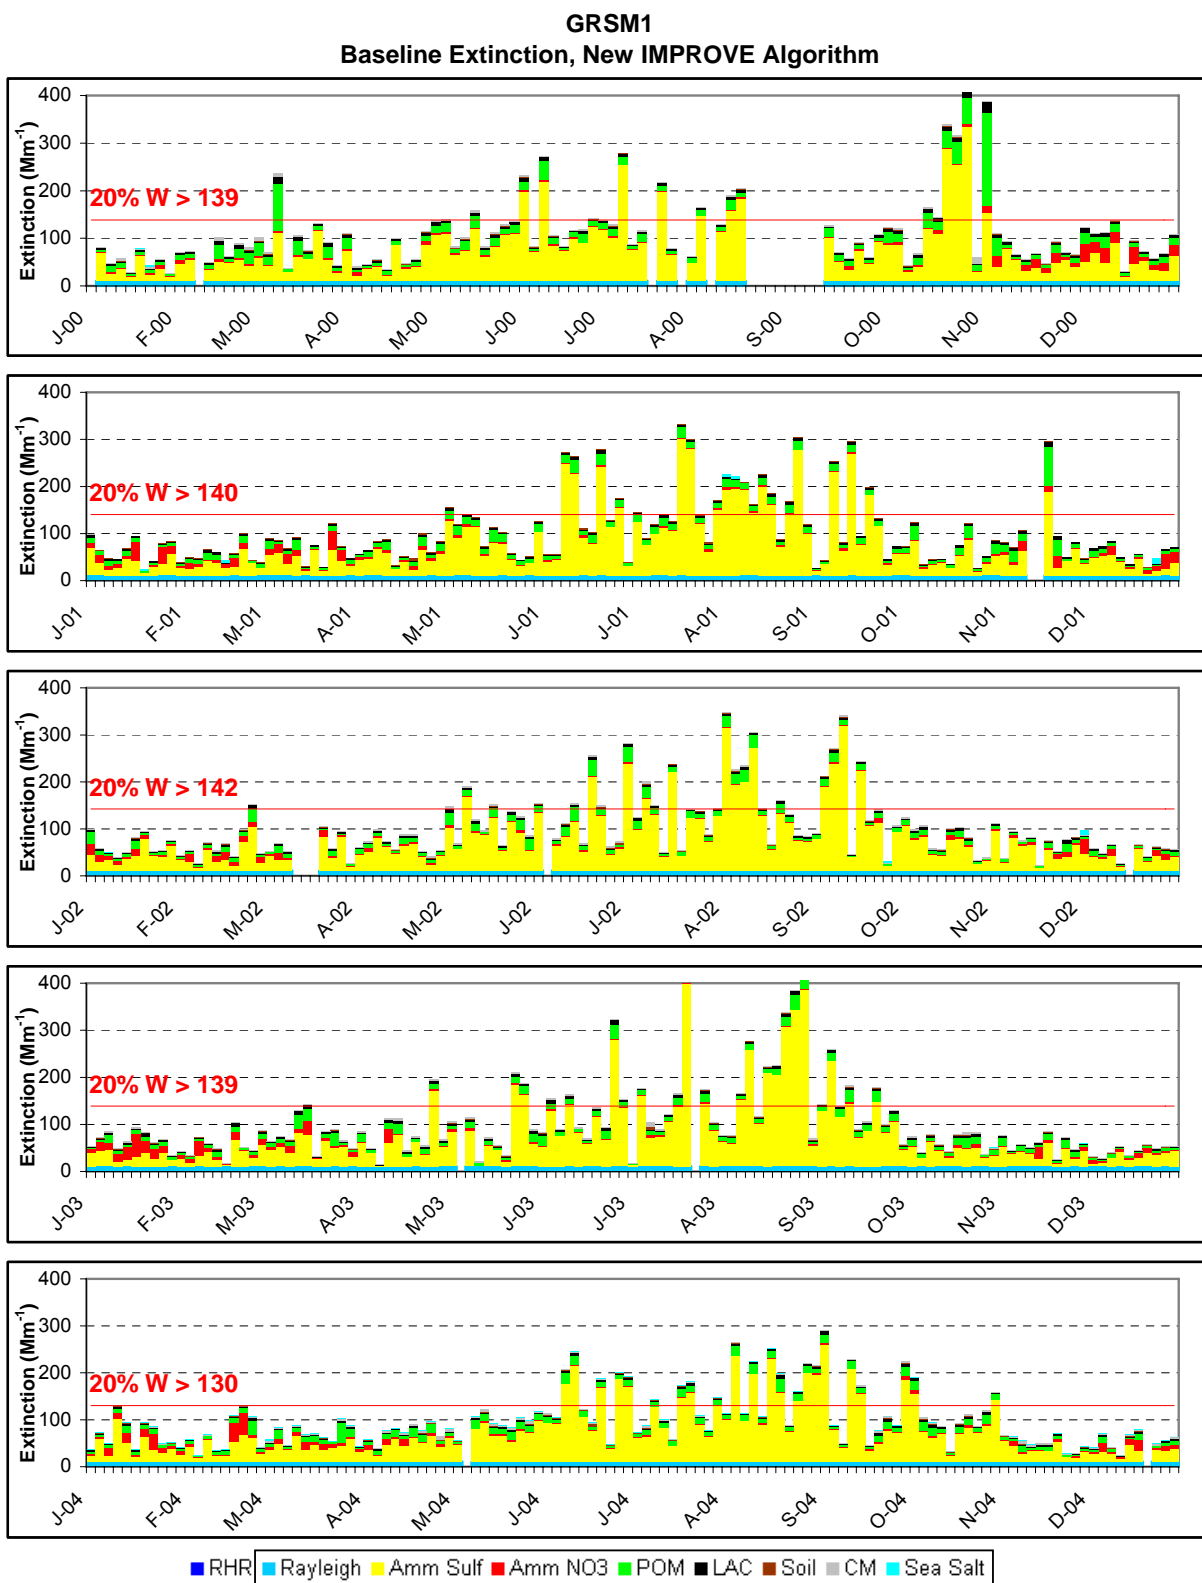 GRSM1
Baseline Extinction, New IMPROVE Algorithm
Extinction (Mm⁻¹)
400
300
200
100
0
20% W > 139
J-00 F-00 M-00 A-00 M-00 J-00 J-00 A-00 S-00 O-00 N-00 D-00
Extinction (Mm⁻¹)
400
300
200
100
0
20% W > 140
J-01 F-01 M-01 A-01 M-01 J-01 J-01 A-01 S-01 O-01 N-01 D-01
Extinction (Mm⁻¹)
400
300
200
100
0
20% W > 142
J-02 F-02 M-02 A-02 M-02 J-02 J-02 A-02 S-02 O-02 N-02 D-02
Extinction (Mm⁻¹)
400
300
200
100
0
20% W > 139
J-03 F-03 M-03 A-03 M-03 J-03 J-03 A-03 S-03 O-03 N-03 D-03
Extinction (Mm⁻¹)
400
300
200
100
0
20% W > 130
J-04 F-04 M-04 A-04 M-04 J-04 J-04 A-04 S-04 O-04 N-04 D-04
RHR Rayleigh Amm Sulf Amm NO3 POM LAC Soil CM Sea Salt